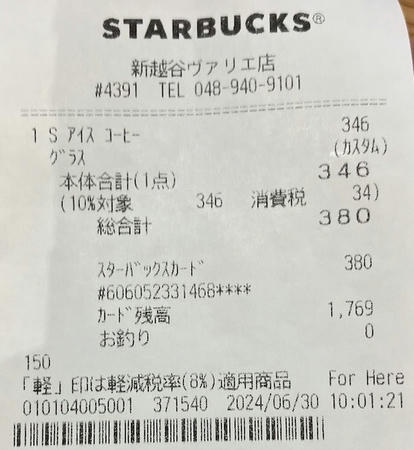 STARBUCKS®
新越谷ヴァリエ店
#4391 TEL 048-940-9101
1 S アイス コーヒー 346
グラス (カスタム)
本体合計(1点) 346
(10%対象 346 消費税 34)
総合計 380
スターバックスカード 380
#606052331468****
カード残高 1,769
お釣り 0
150
「軽」印は軽減税率(8%)適用商品 For Here
010104005001 371540 2024/06/30 10:01:21